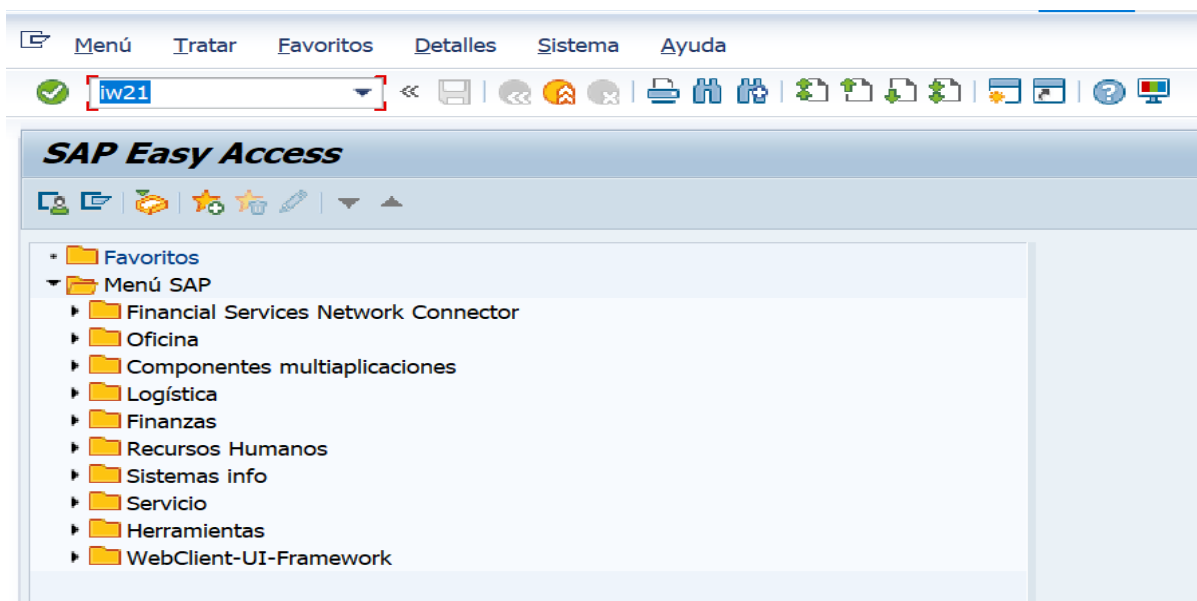 Menú Tratar Favoritos Detalles Sistema Ayuda
iw21
SAP Easy Access
Favoritos
Menú SAP
Financial Services Network Connector
Oficina
Componentes multiaplicaciones
Logística
Finanzas
Recursos Humanos
Sistemas info
Servicio
Herramientas
WebClient-UI-Framework